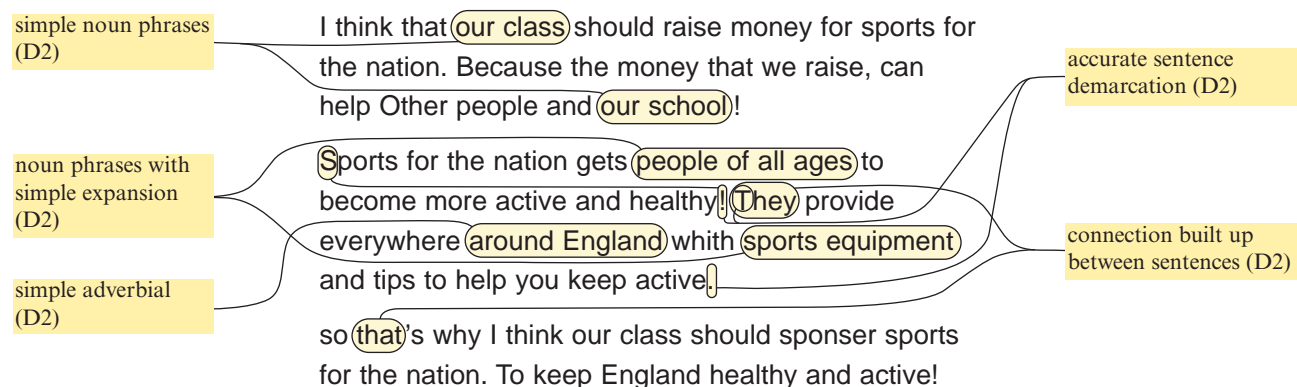 simple noun phrases
(D2)
noun phrases with
simple expansion
(D2)
simple adverbial
(D2)
I think that our class should raise money for sports for
the nation. Because the money that we raise, can
help Other people and our school!
Sports for the nation gets people of all ages to
become more active and healthy! They provide
everywhere around England whith sports equipment
and tips to help you keep active.
so that's why I think our class should sponser sports
for the nation. To keep England healthy and active!
accurate sentence
demarcation (D2)
connection built up
between sentences (D2)